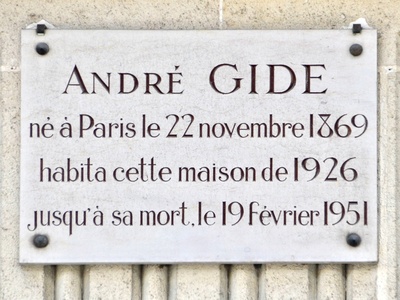 ANDRÉ GIDE
né à Paris le 22 novembre 1869
habita cette maison de 1926
jusqu'à sa mort, le 19 février 1951